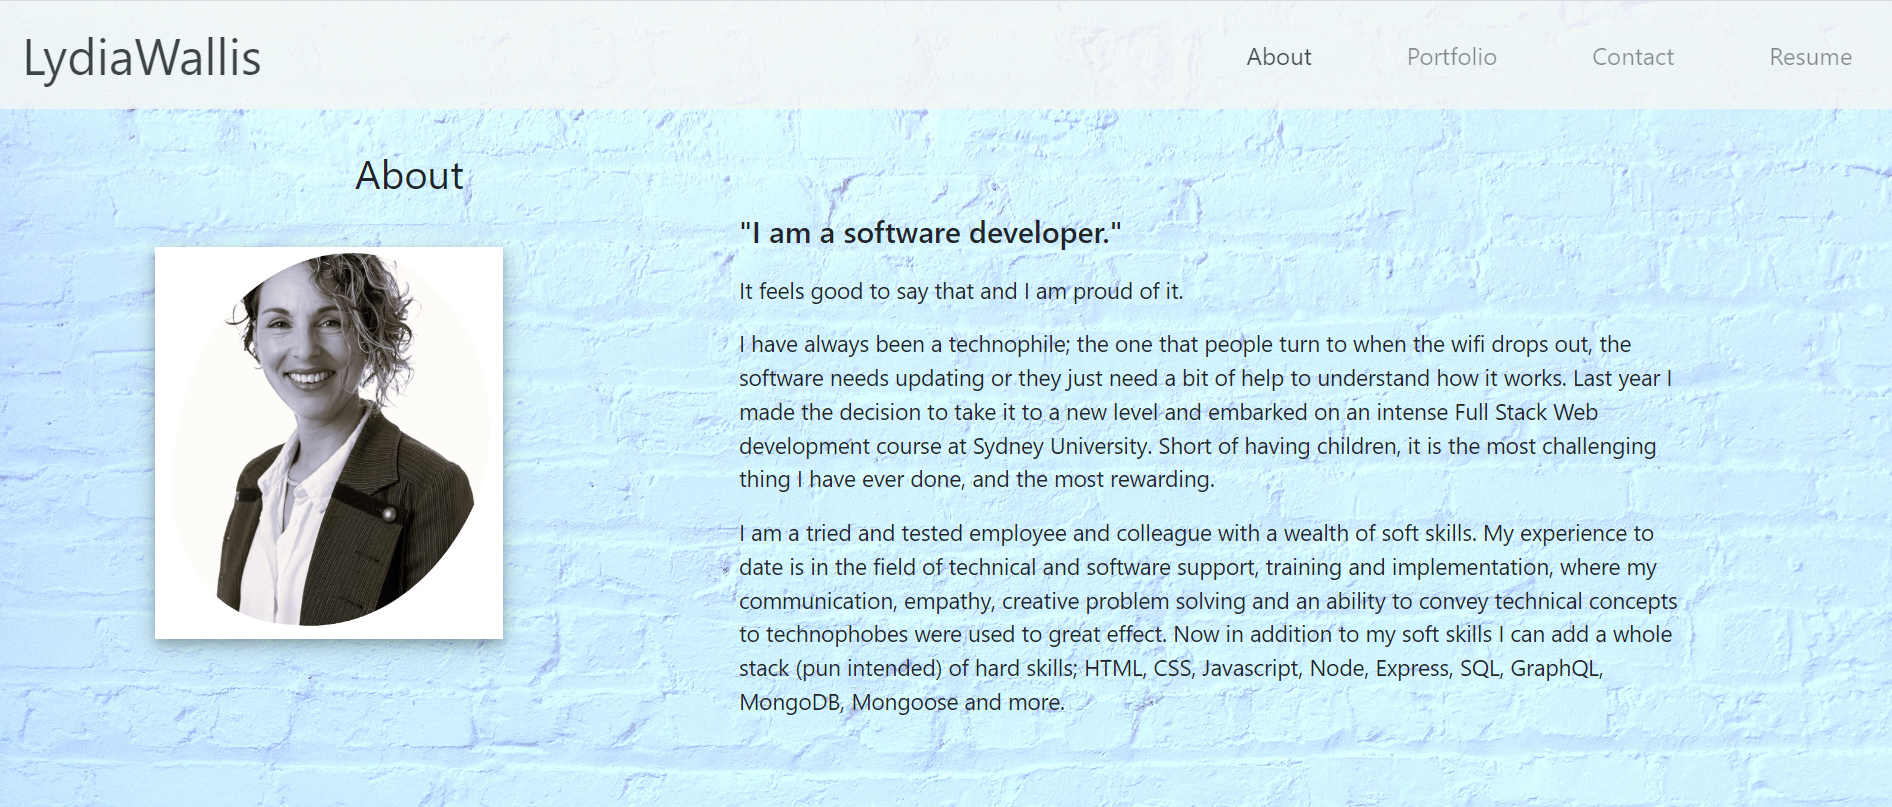 LydiaWallis
About
Portfolio
Contact
Resume
About
"I am a software developer."
It feels good to say that and I am proud of it.
I have always been a technophile; the one that people turn to when the wifi drops out, the
software needs updating or they just need a bit of help to understand how it works. Last year I
made the decision to take it to a new level and embarked on an intense Full Stack Web
development course at Sydney University. Short of having children, it is the most challenging
thing I have ever done, and the most rewarding.
I am a tried and tested employee and colleague with a wealth of soft skills. My experience to
date is in the field of technical and software support, training and implementation, where my
communication, empathy, creative problem solving and an ability to convey technical concepts
to technophobes were used to great effect. Now in addition to my soft skills I can add a whole
stack (pun intended) of hard skills; HTML, CSS, Javascript, Node, Express, SQL, GraphQL,
MongoDB, Mongoose and more.